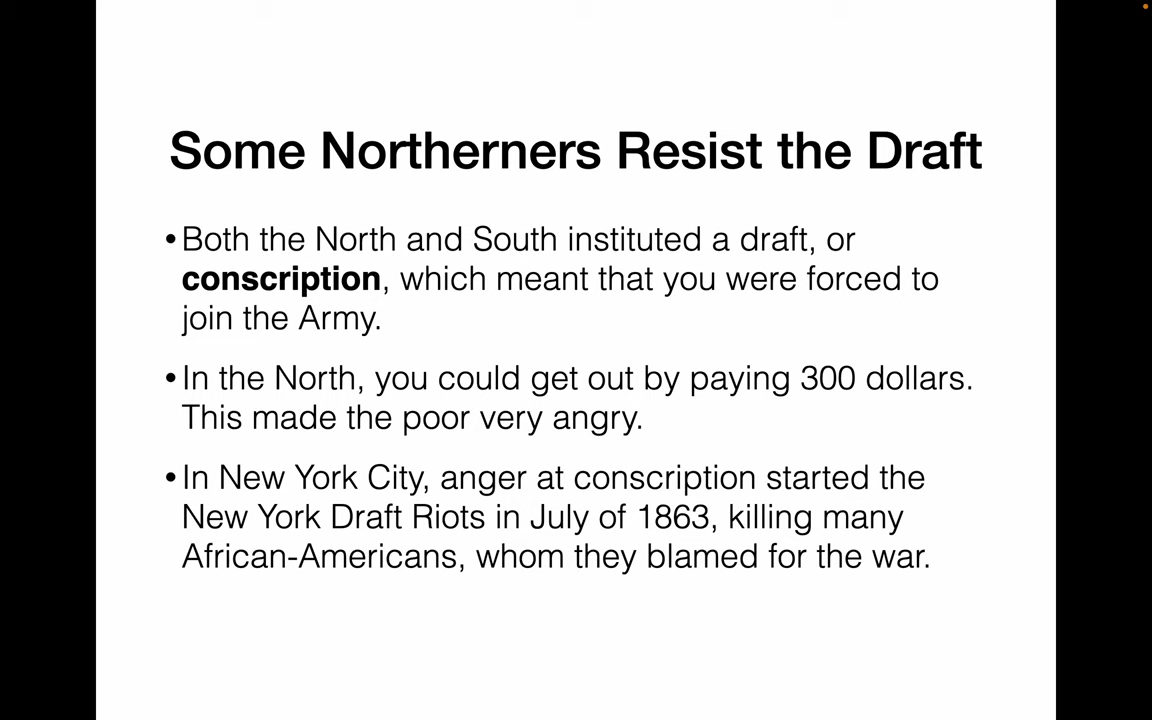 Some Northerners Resist the Draft
•Both the North and South instituted a draft, or
conscription, which meant that you were forced to
join the Army.
•In the North, you could get out by paying 300 dollars.
This made the poor very angry.
•In New York City, anger at conscription started the
New York Draft Riots in July of 1863, killing many
African-Americans, whom they blamed for the war.